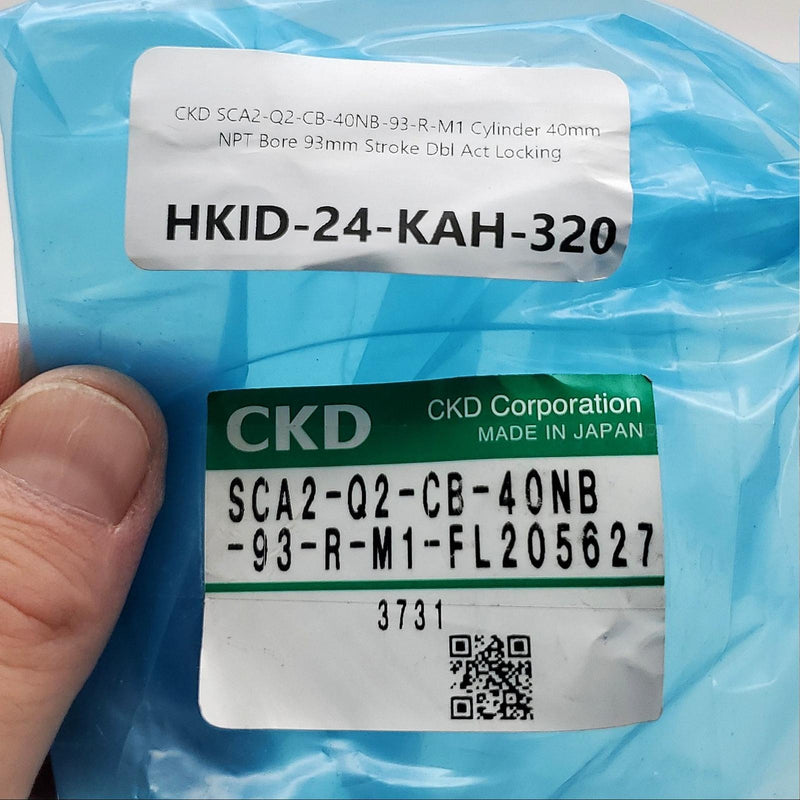 CKD SCA2-Q2-CB-40NB-93-R-M1 Cylinder 40mm
NPT Bore 93mm Stroke Dbl Act Locking
HKID-24-KAH-320
CKD
CKD Corporation
MADE IN JAPAN
SCA2-Q2-CB-40NB
-93-R-M1-FL205627
3731